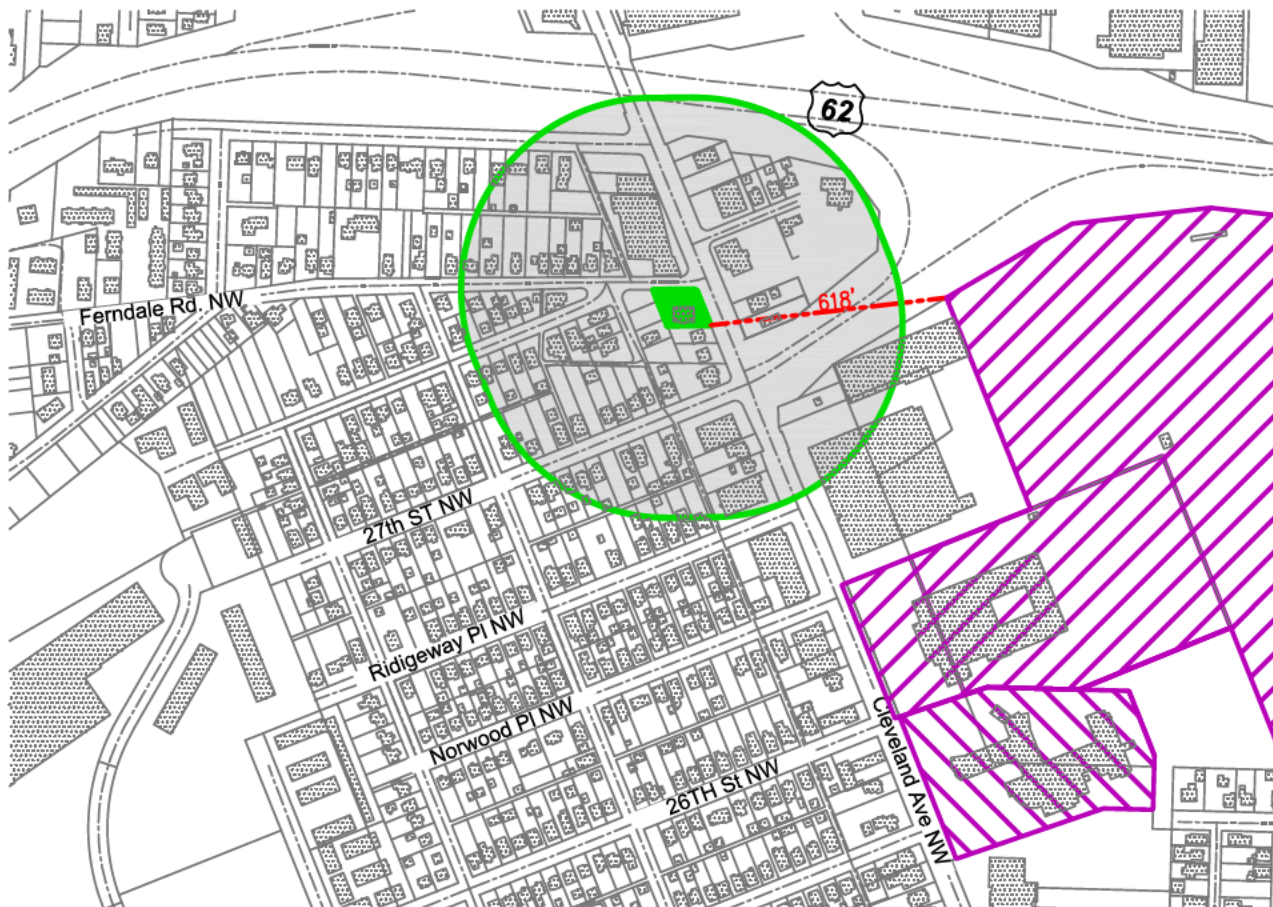 62
618'
Ferndale Rd. NW
27th ST NW
Ridigeway Pl NW
Norwood Pl NW
26TH St NW
Cleveland Ave NW